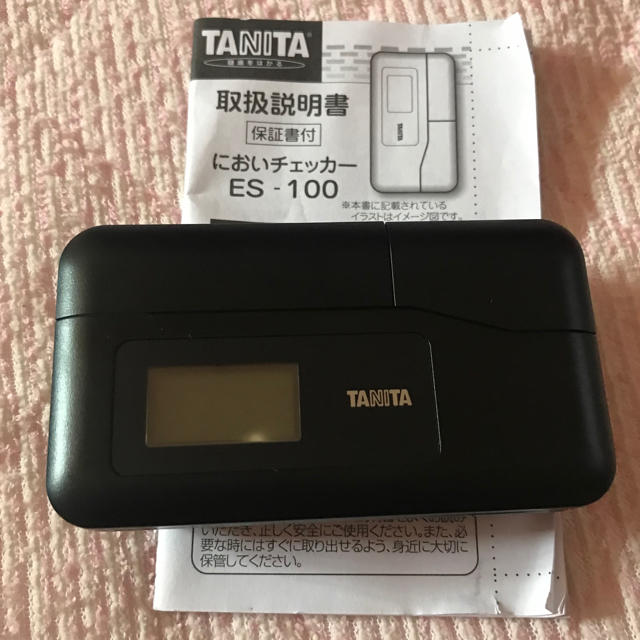 TANITA
健康をはかる
取扱説明書
保証書付
においチェッカー
ES - 100
TANITA
※本書に記載されている
イラストはイメージ図です。
TANITA
いただき、正しく安全にご使用ください。また、必
要な時にはすぐに取り出せるよう、身近に大切に
保管してください。